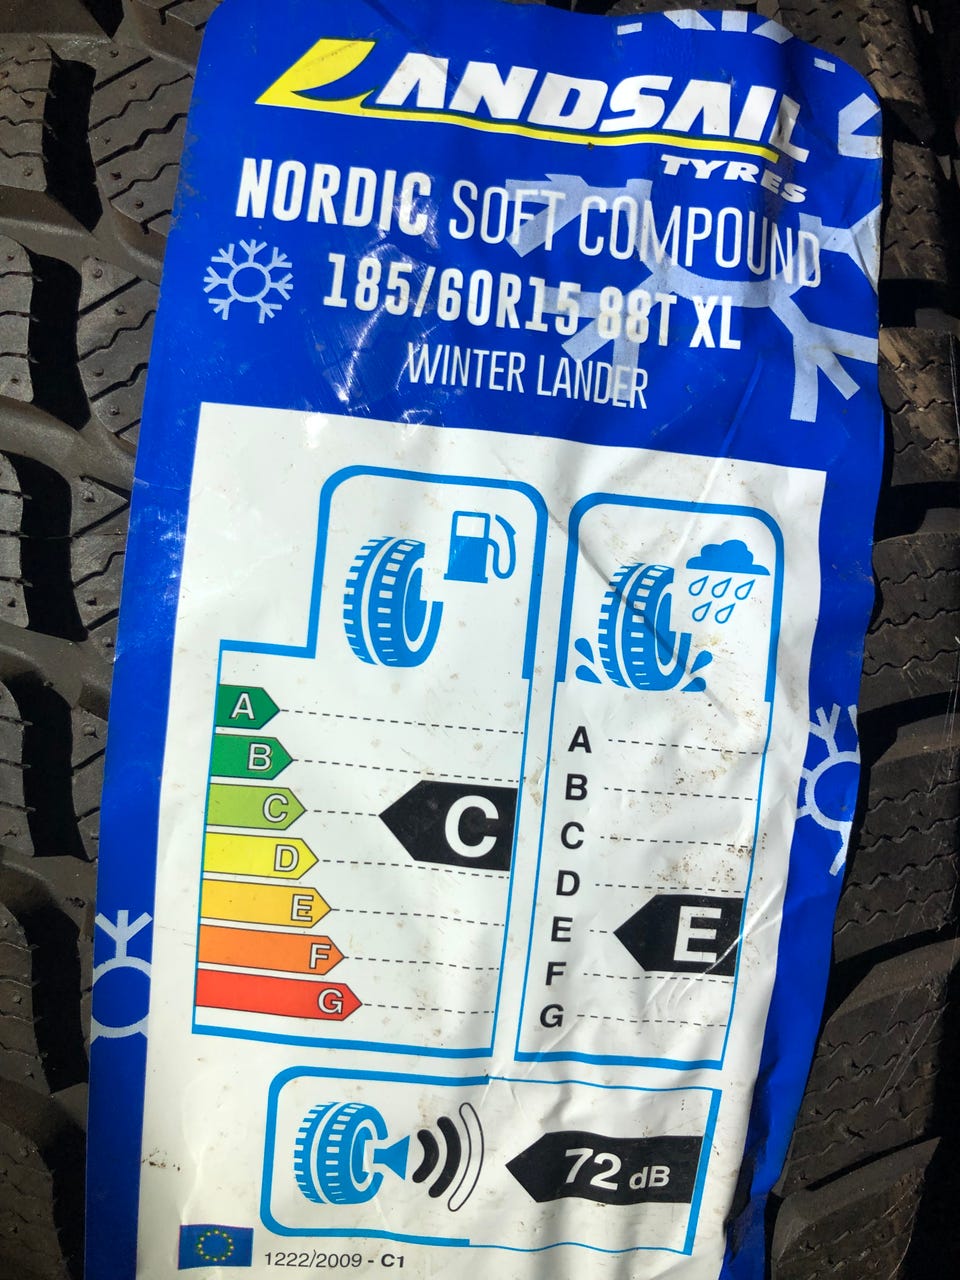 LANDSAIL
TYRES
NORDIC SOFT COMPOUND
185/60R15 88T XL
WINTER LANDER
A
B
C
D
E
F
G
C
A
B
C
D
E
F
G
E
72 dB
1222/2009 - C1